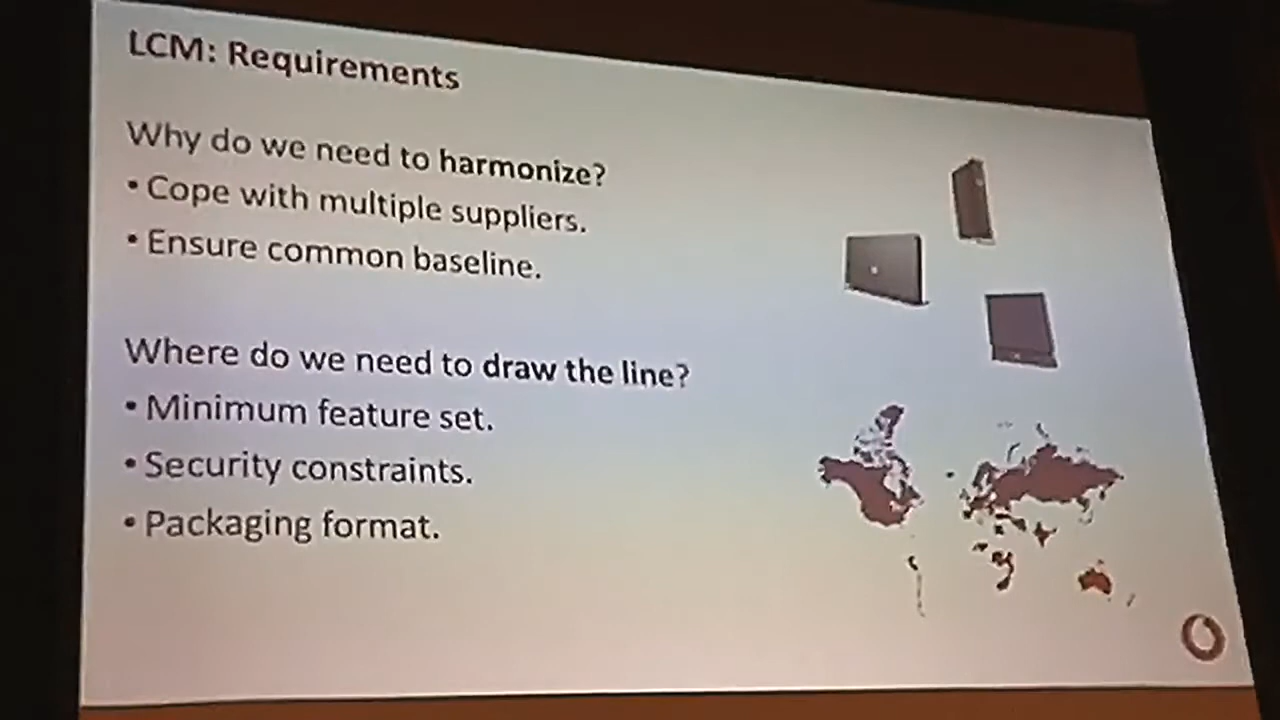 LCM: Requirements
Why do we need to harmonize?
• Cope with multiple suppliers.
• Ensure common baseline.
Where do we need to draw the line?
• Minimum feature set.
• Security constraints.
• Packaging format.